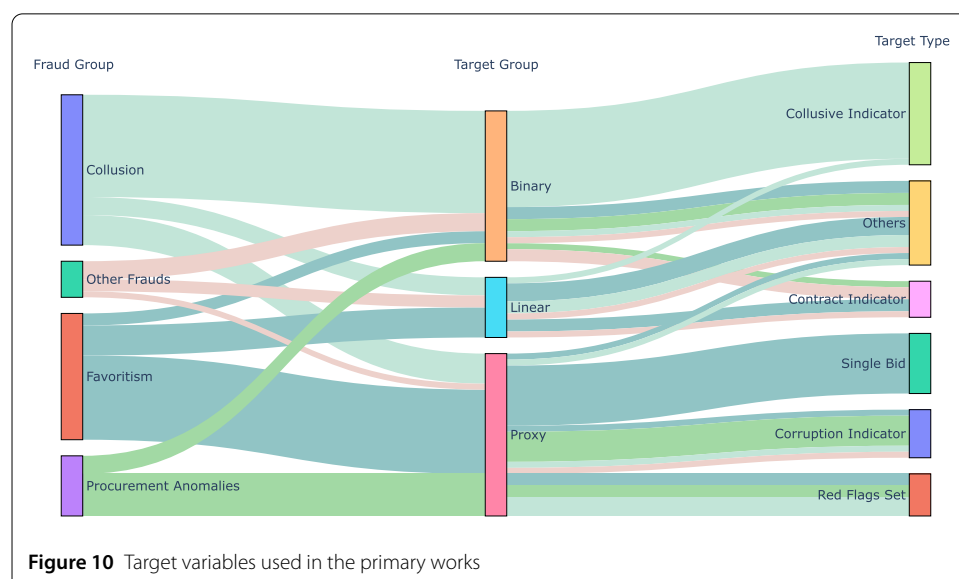 Target Type
Fraud Group
Target Group
Collusive Indicator
Collusion
Binary
Others
Other Frauds
Contract Indicator
Linear
Single Bid
Favoritism
Corruption Indicator
Proxy
Procurement Anomalies
Red Flags Set
Figure 10 Target variables used in the primary works